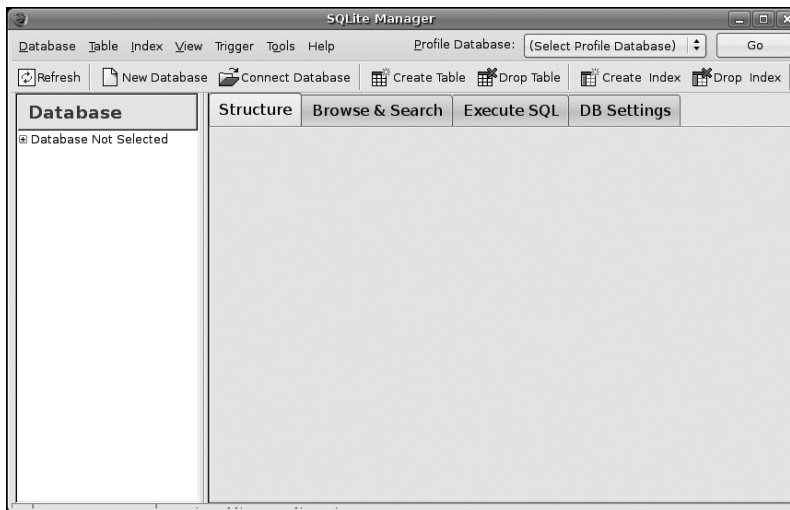 SQLite Manager
Database Table Index View Trigger Tools Help Profile Database: (Select Profile Database) Go
Refresh New Database Connect Database Create Table Drop Table Create Index Drop Index
Database Structure Browse & Search Execute SQL DB Settings
Database Not Selected